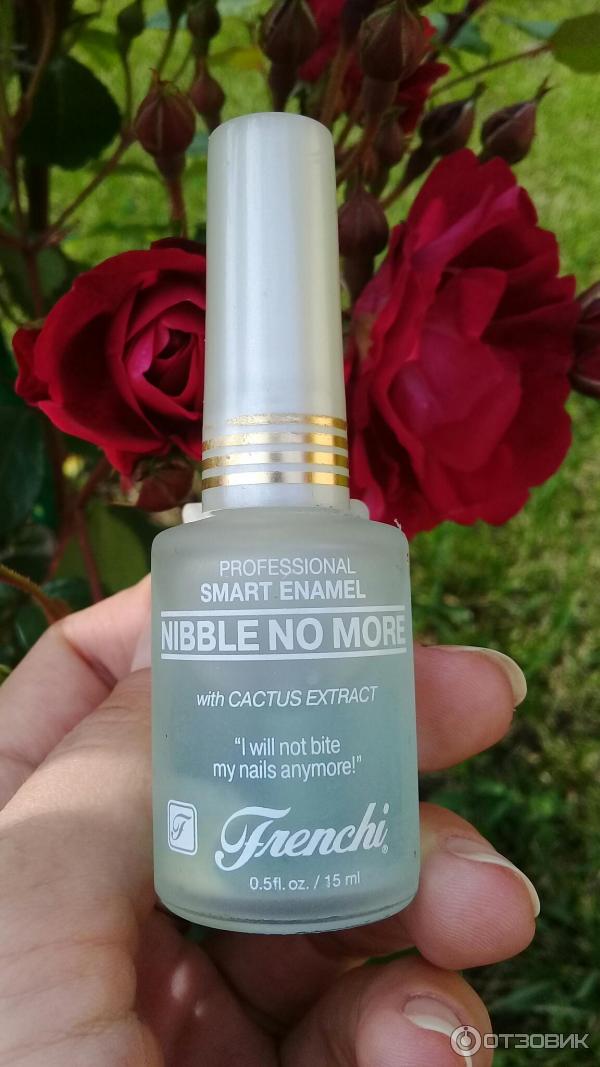 PROFESSIONAL
SMART ENAMEL
NIBBLE NO MORE
with CACTUS EXTRACT
“I will not bite
my nails anymore!”
F
Frenchi®
0.5fl. oz. / 15 ml
ОТЗОВИК